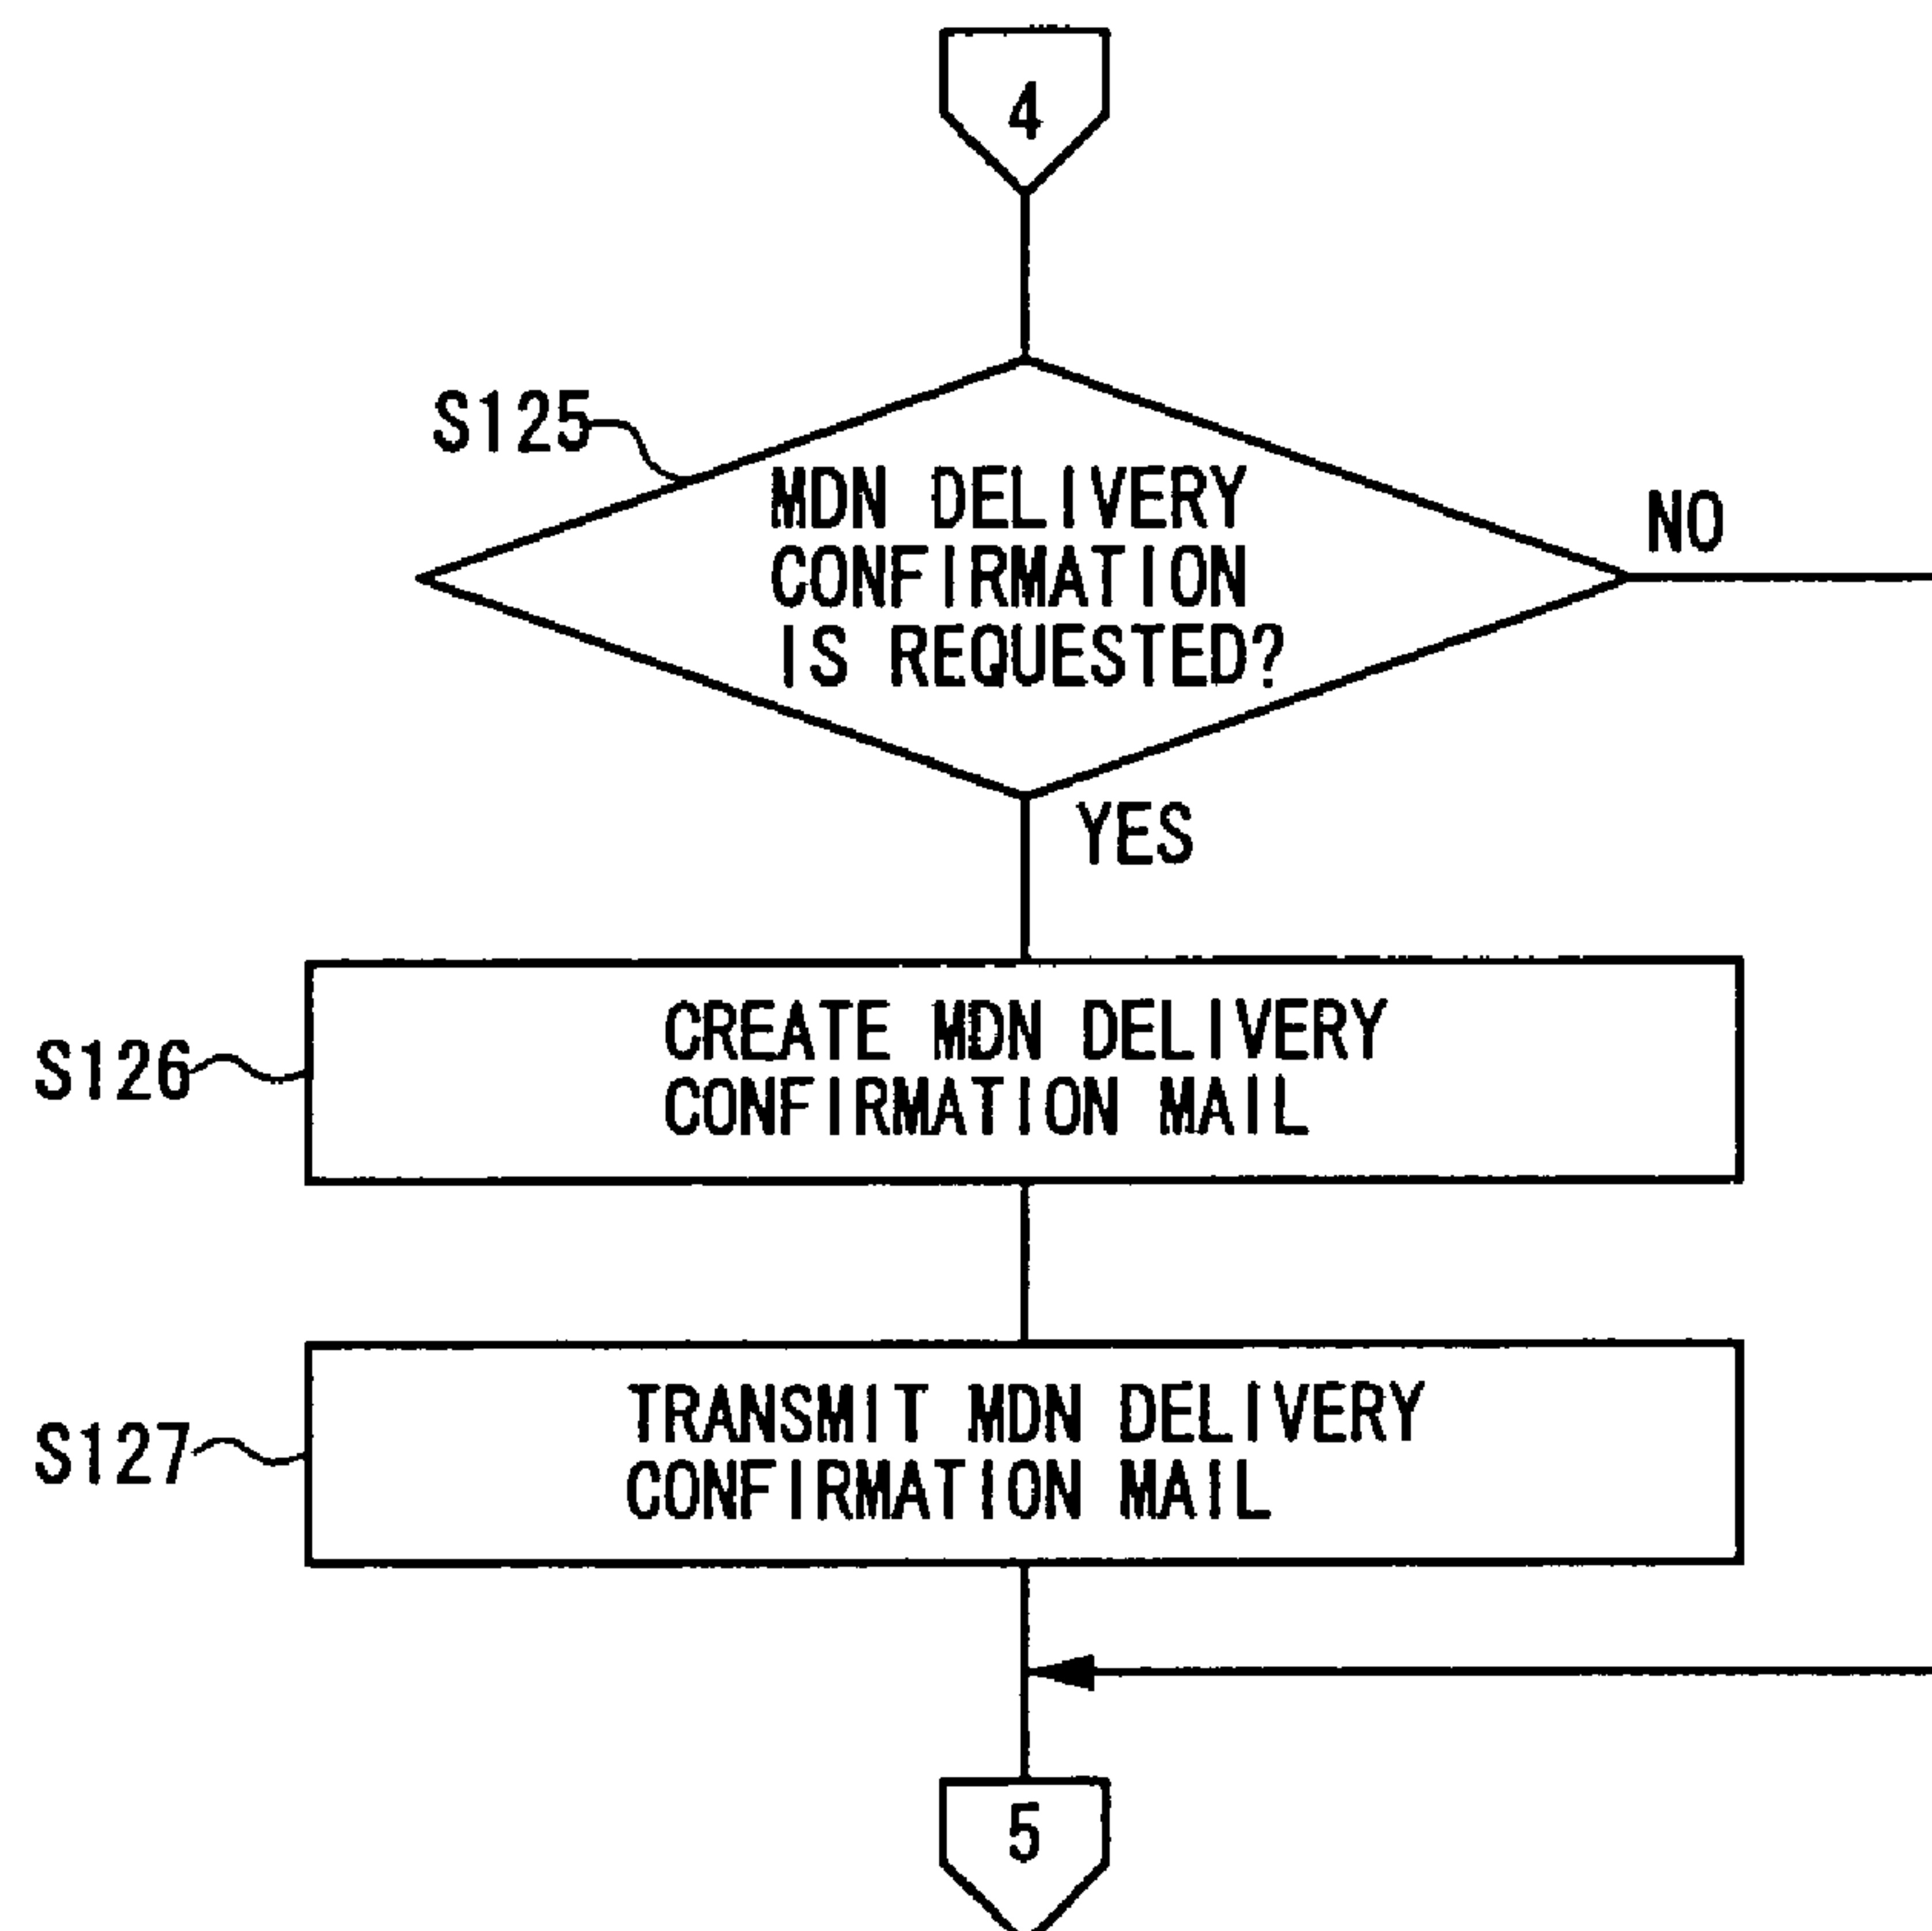 4
S125
MDN DELIVERY
CONFIRMATION
IS REQUESTED?
NO
YES
S126
CREATE MDN DELIVERY
CONFIRMATION MAIL
S127
TRANSMIT MDN DELIVERY
CONFIRMATION MAIL
5